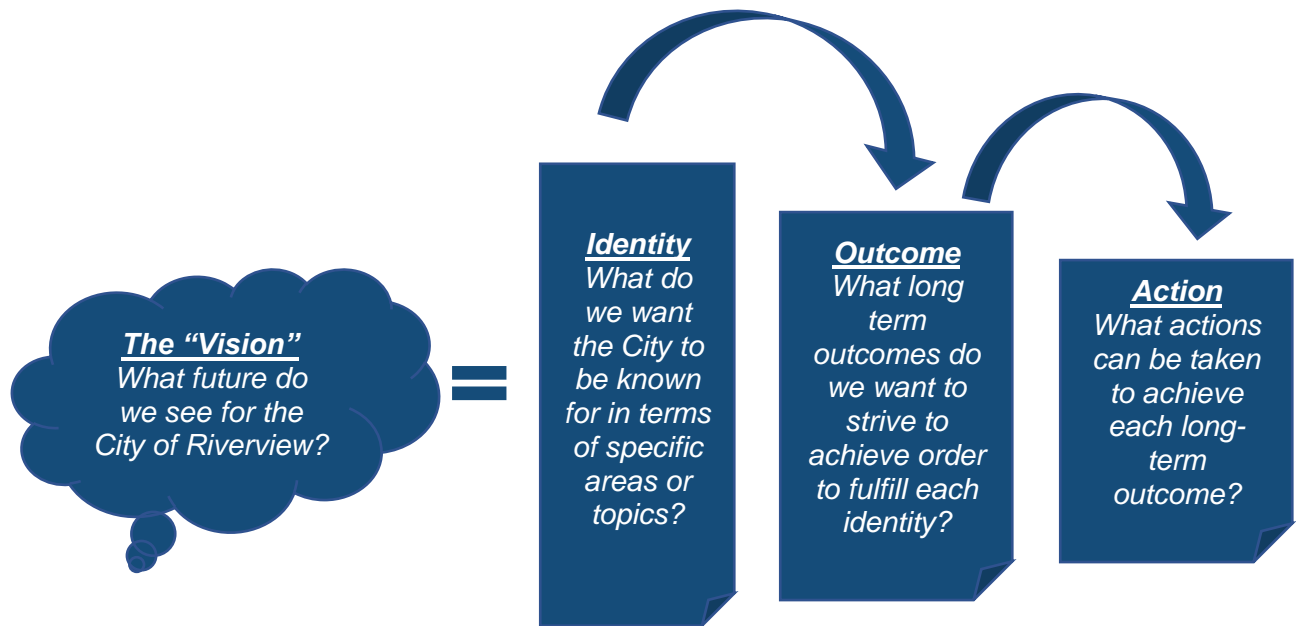 The “Vision”
What future do
we see for the
City of Riverview?
=
Identity
What do
we want
the City to
be known
for in terms
of specific
areas or
topics?
Outcome
What long
term
outcomes do
we want to
strive to
achieve order
to fulfill each
identity?
Action
What actions
can be taken
to achieve
each long-
term
outcome?